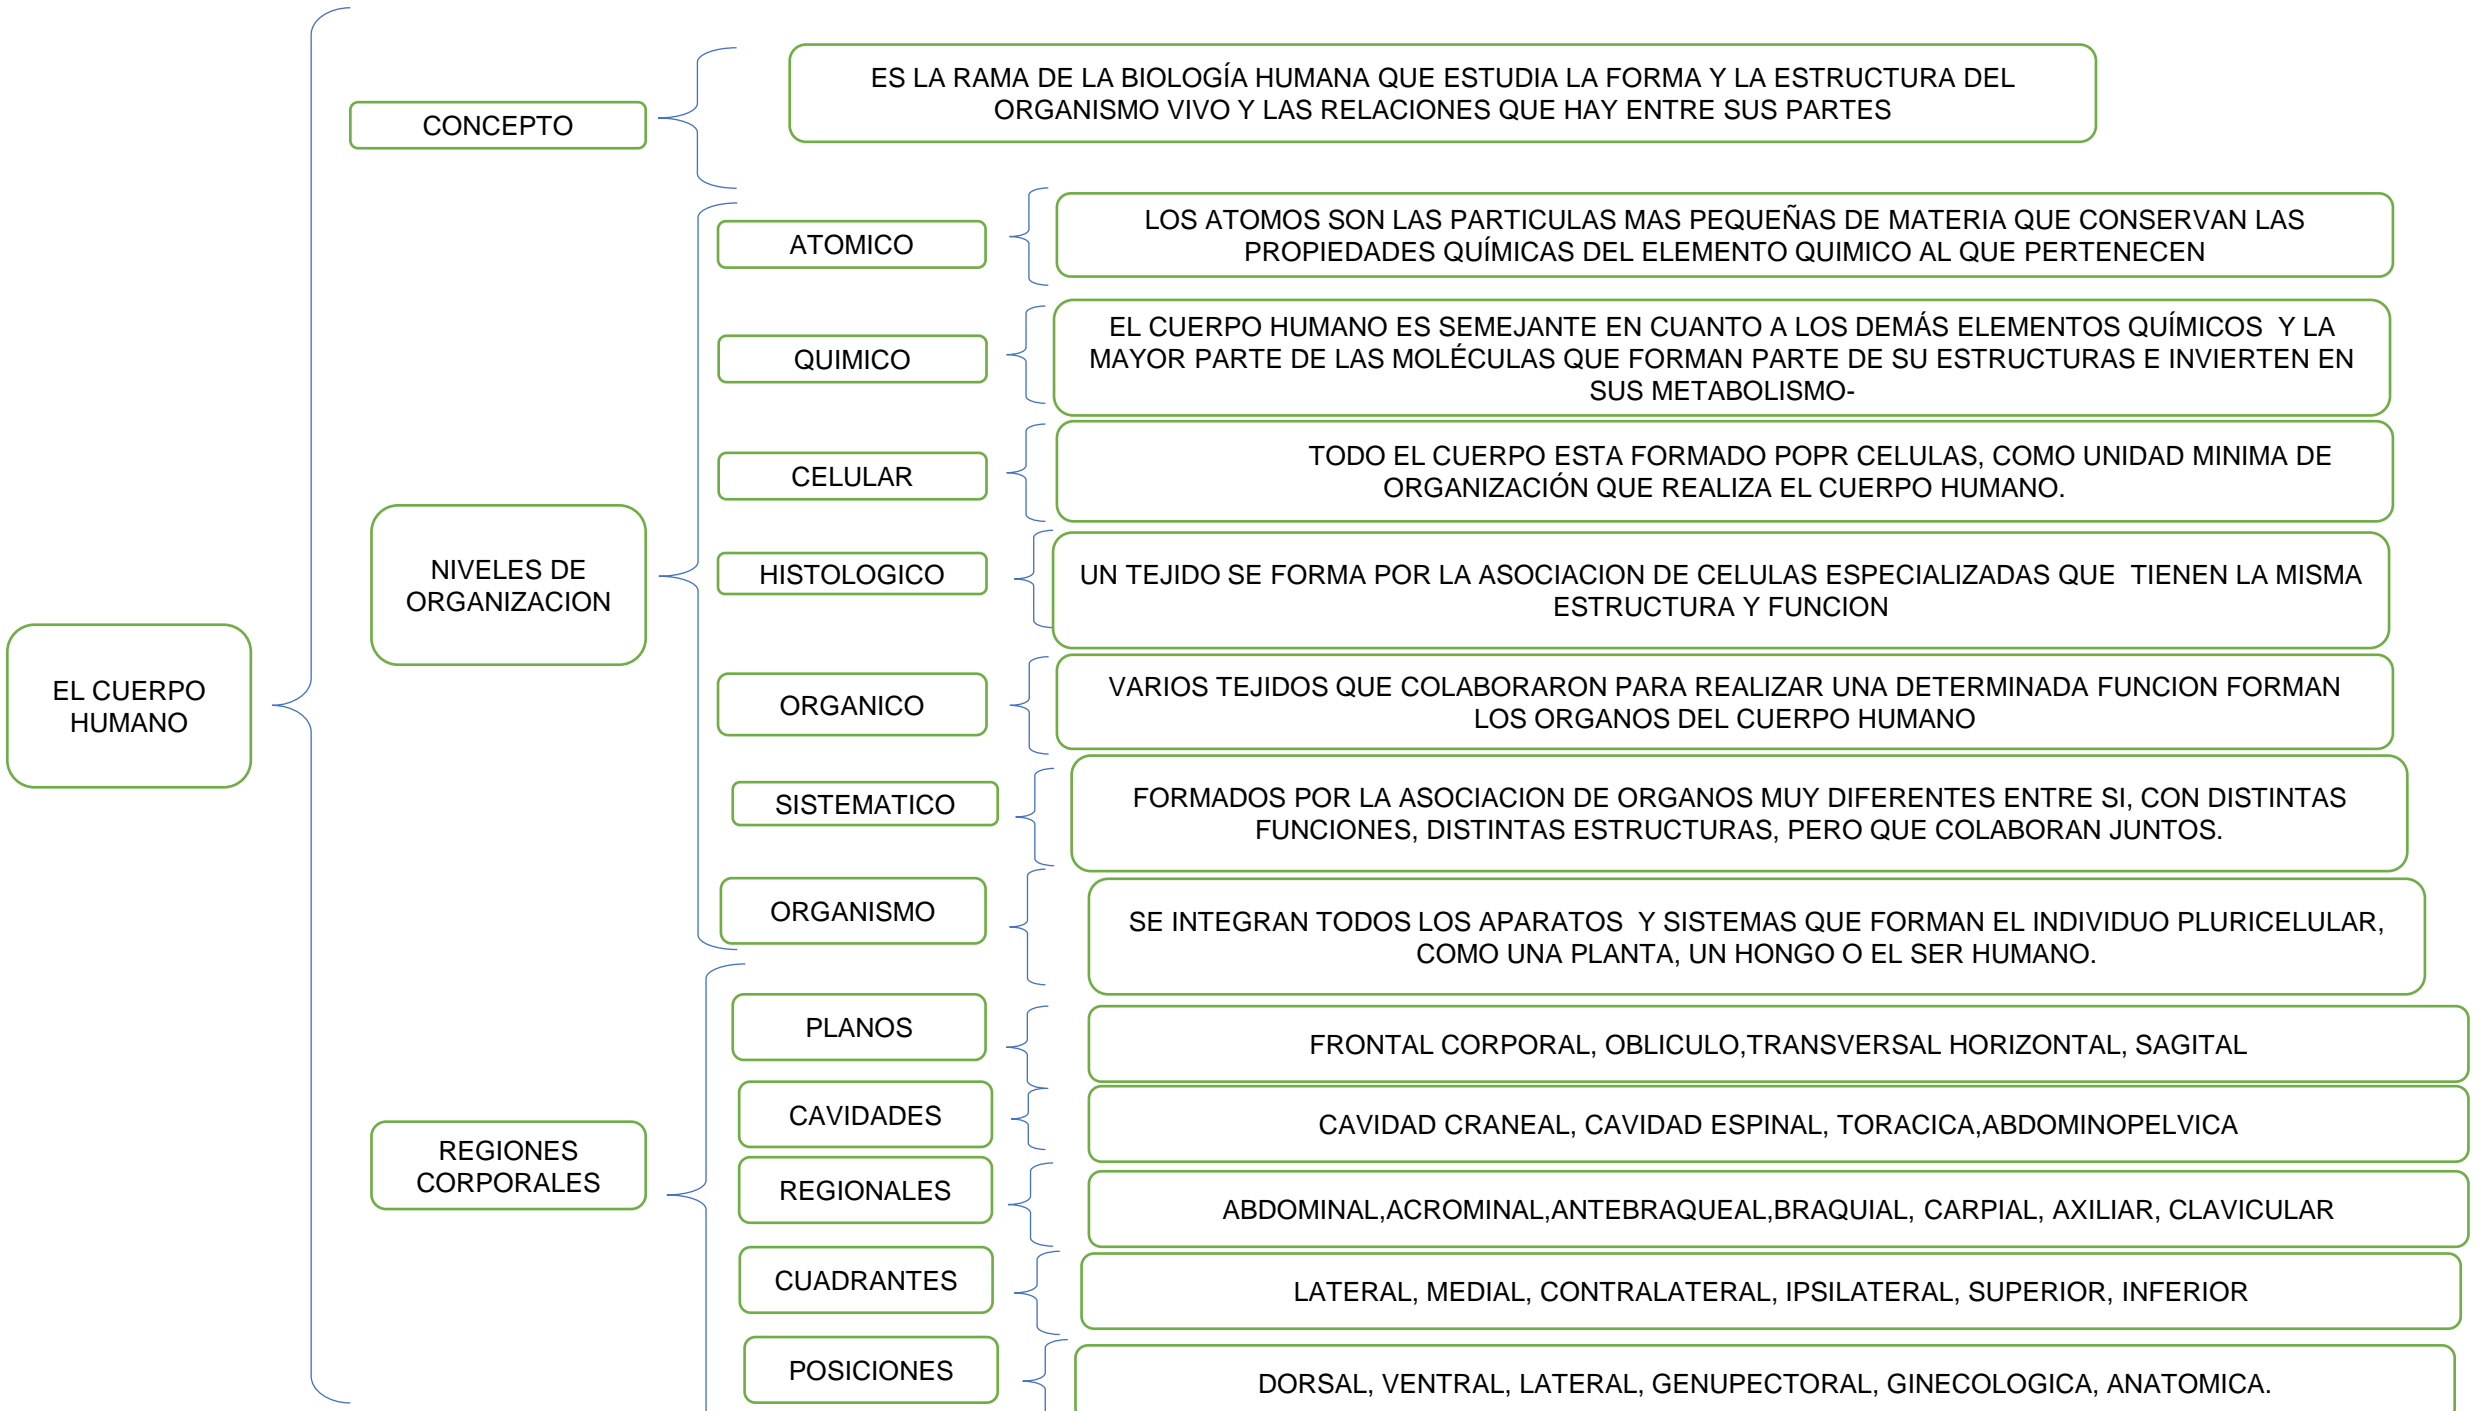 EL CUERPO
HUMANO
CONCEPTO
ES LA RAMA DE LA BIOLOGÍA HUMANA QUE ESTUDIA LA FORMA Y LA ESTRUCTURA DEL
ORGANISMO VIVO Y LAS RELACIONES QUE HAY ENTRE SUS PARTES
NIVELES DE
ORGANIZACION
ATOMICO
LOS ATOMOS SON LAS PARTICULAS MAS PEQUEÑAS DE MATERIA QUE CONSERVAN LAS
PROPIEDADES QUÍMICAS DEL ELEMENTO QUIMICO AL QUE PERTENECEN
QUIMICO
EL CUERPO HUMANO ES SEMEJANTE EN CUANTO A LOS DEMÁS ELEMENTOS QUÍMICOS  Y LA
MAYOR PARTE DE LAS MOLÉCULAS QUE FORMAN PARTE DE SU ESTRUCTURAS E INVIERTEN EN
SUS METABOLISMO-
CELULAR
TODO EL CUERPO ESTA FORMADO POPR CELULAS, COMO UNIDAD MINIMA DE
ORGANIZACIÓN QUE REALIZA EL CUERPO HUMANO.
HISTOLOGICO
UN TEJIDO SE FORMA POR LA ASOCIACION DE CELULAS ESPECIALIZADAS QUE  TIENEN LA MISMA
ESTRUCTURA Y FUNCION
ORGANICO
VARIOS TEJIDOS QUE COLABORARON PARA REALIZAR UNA DETERMINADA FUNCION FORMAN
LOS ORGANOS DEL CUERPO HUMANO
SISTEMATICO
FORMADOS POR LA ASOCIACION DE ORGANOS MUY DIFERENTES ENTRE SI, CON DISTINTAS
FUNCIONES, DISTINTAS ESTRUCTURAS, PERO QUE COLABORAN JUNTOS.
ORGANISMO
SE INTEGRAN TODOS LOS APARATOS  Y SISTEMAS QUE FORMAN EL INDIVIDUO PLURICELULAR,
COMO UNA PLANTA, UN HONGO O EL SER HUMANO.
REGIONES
CORPORALES
PLANOS
FRONTAL CORPORAL, OBLICULO,TRANSVERSAL HORIZONTAL, SAGITAL
CAVIDADES
CAVIDAD CRANEAL, CAVIDAD ESPINAL, TORACICA,ABDOMINOPELVICA
REGIONALES
ABDOMINAL,ACROMINAL,ANTEBRAQUEAL,BRAQUIAL, CARPIAL, AXILIAR, CLAVICULAR
CUADRANTES
LATERAL, MEDIAL, CONTRALATERAL, IPSILATERAL, SUPERIOR, INFERIOR
POSICIONES
DORSAL, VENTRAL, LATERAL, GENUPECTORAL, GINECOLOGICA, ANATOMICA.